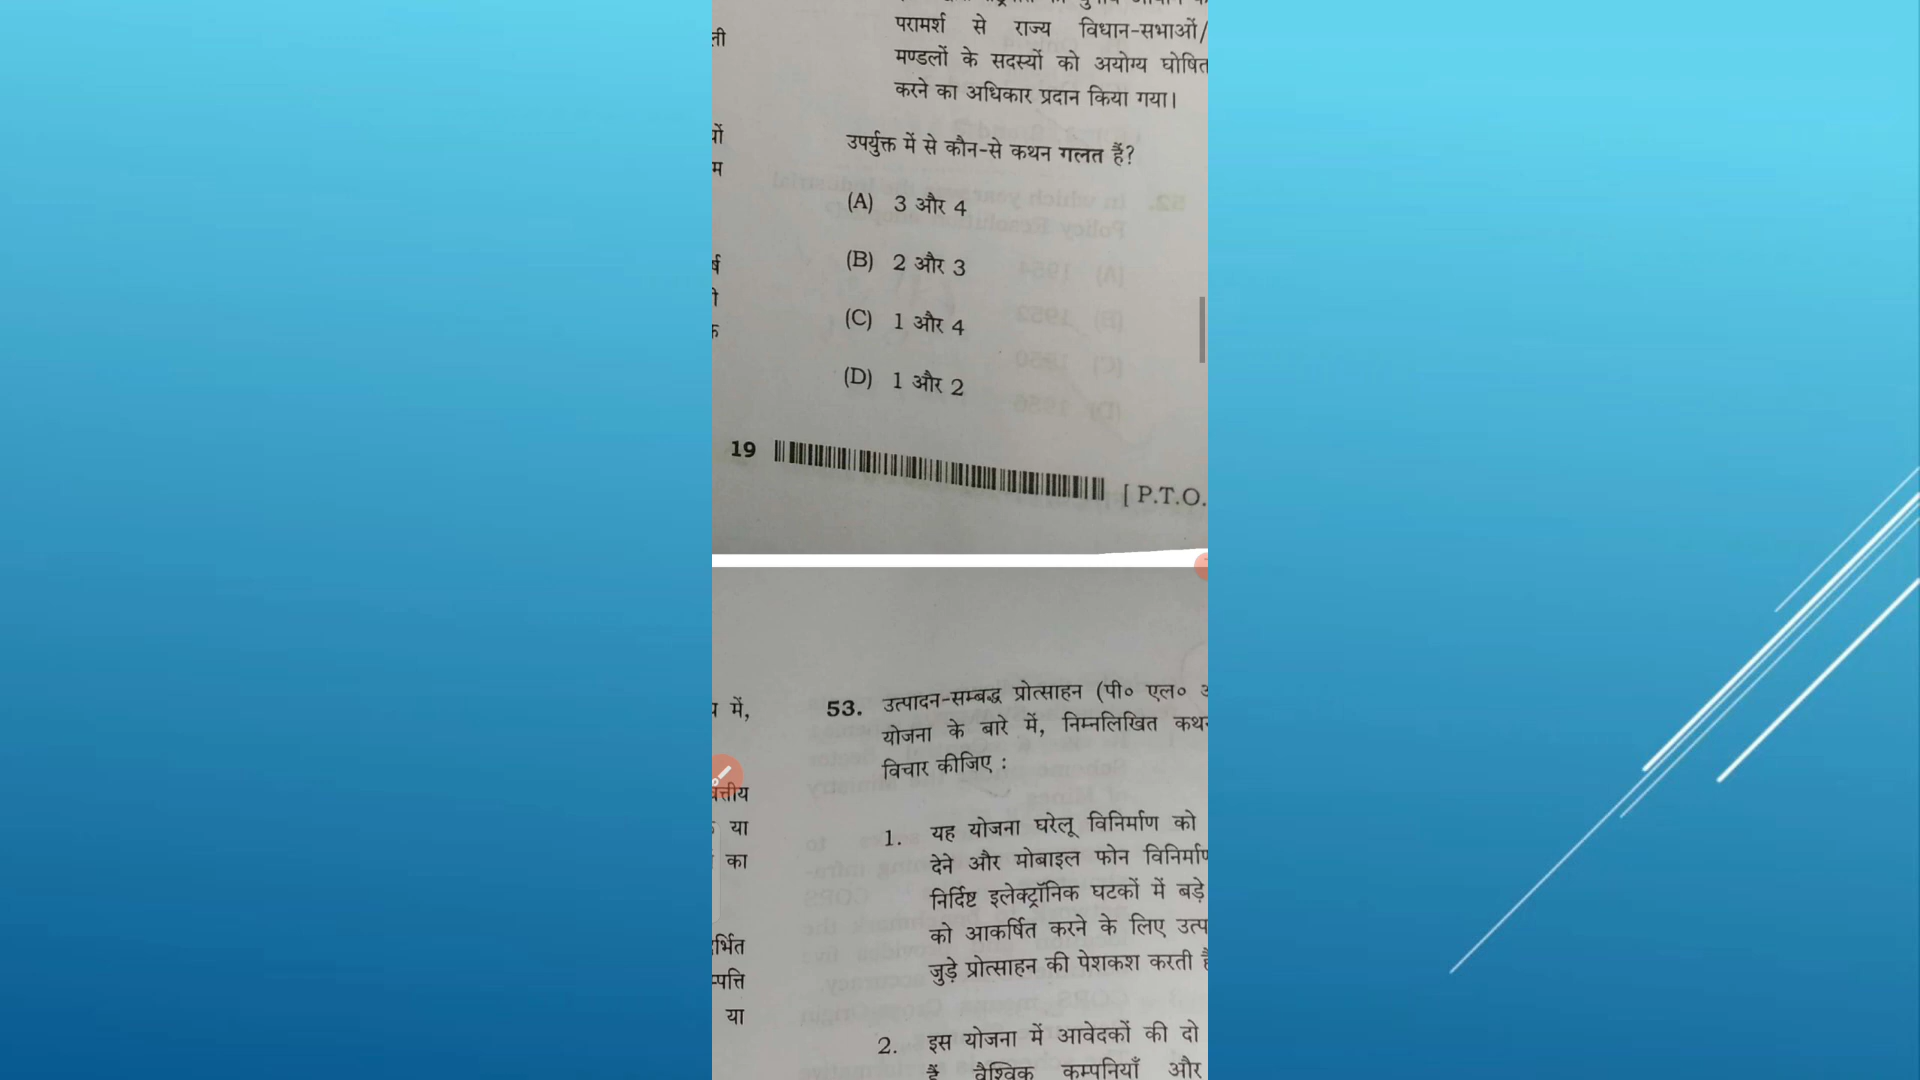 परामर्श से राज्य विधान-सभाओं/
मण्डलों के सदस्यों को अयोग्य घोषित
करने का अधिकार प्रदान किया गया।
उपर्युक्त में से कौन-से कथन गलत हैं?
(A) 3 और 4
(B) 2 और 3
(C) 1 और 4
(D) 1 और 2
19
[ P.T.O.
में,
या
का
या
53. उत्पादन-सम्बद्ध प्रोत्साहन (पी० एल०
योजना के बारे में, निम्नलिखित
विचार कीजिए :
1. यह योजना घरेलू विनिर्माण को
देने और मोबाइल फोन
निर्दिष्ट इलेक्ट्रॉनिक घटकों में बड़े
को आकर्षित करने के लिए
जुड़े प्रोत्साहन की पेशकश करती
2. इस योजना में आवेदकों की दो
हैं, वैश्विक कम्पनियाँ और